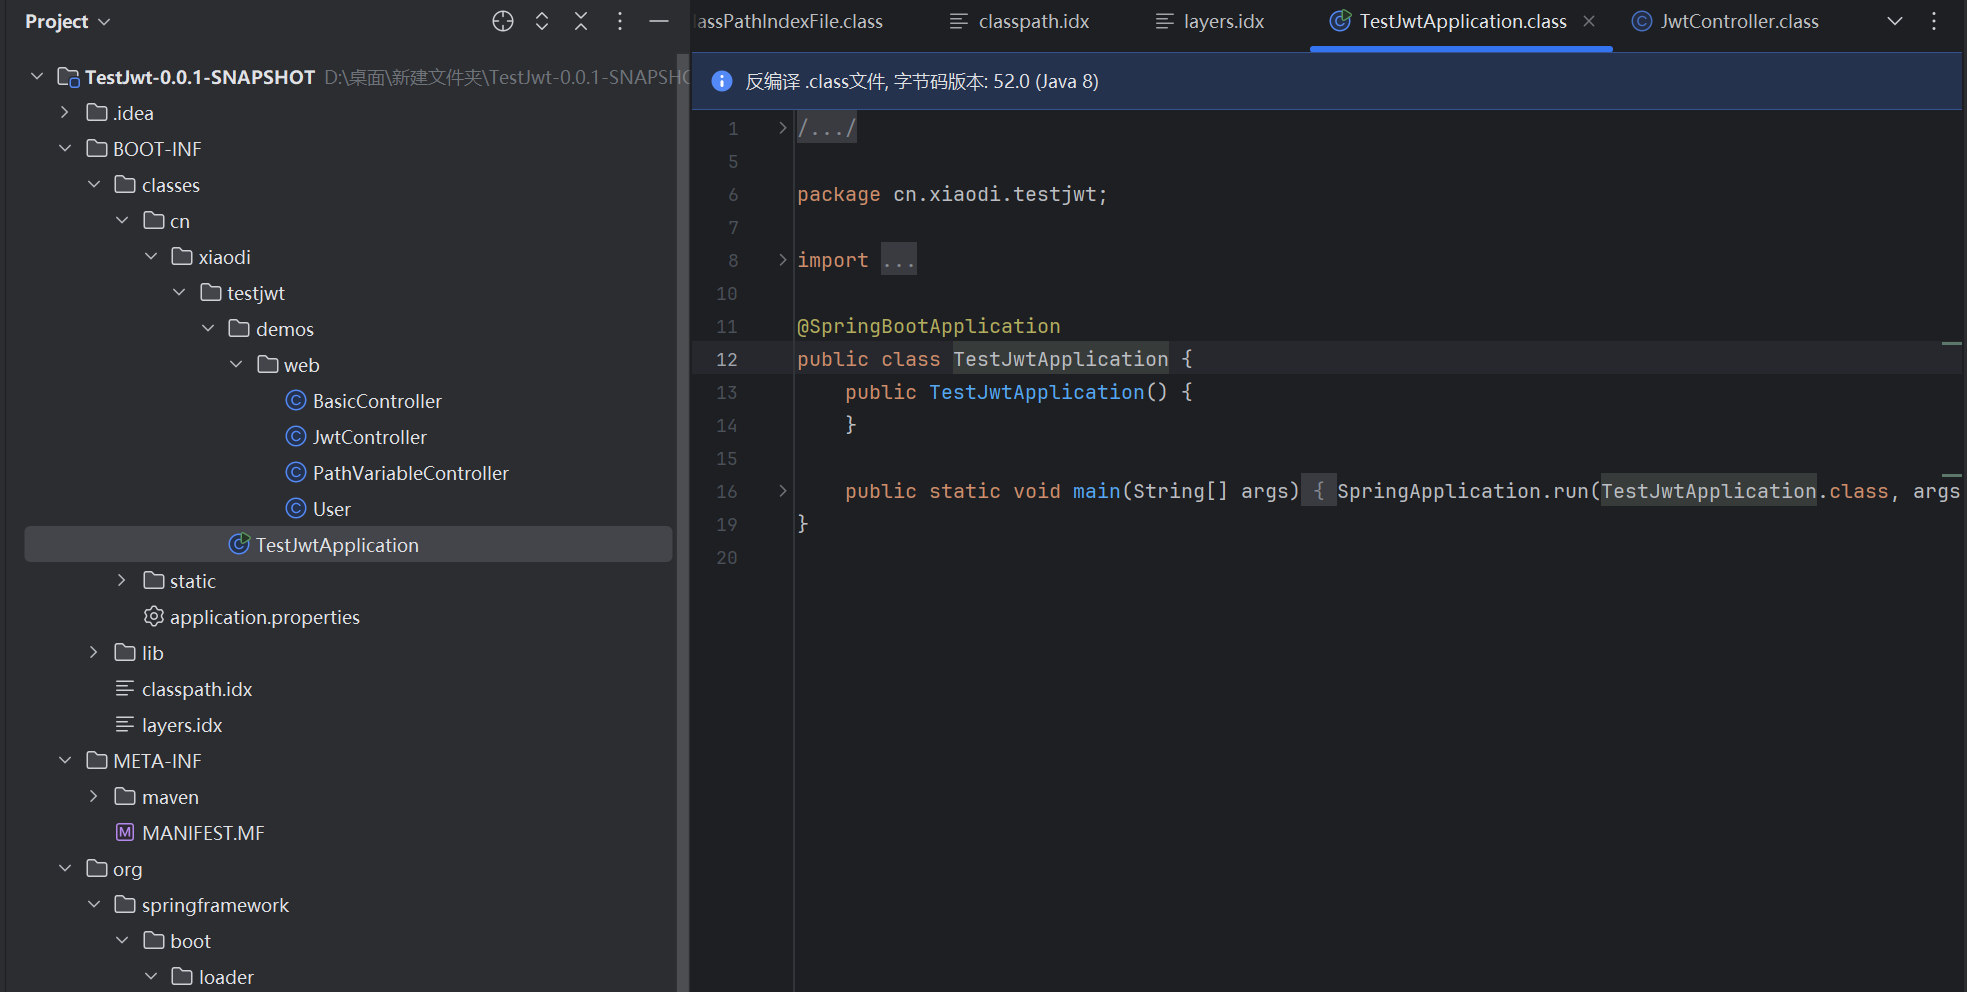 Project
TestJwt-0.0.1-SNAPSHOT D:\桌面\新建文件夹\TestJwt-0.0.1-SNAPSHO
.idea
BOOT-INF
classes
cn
xiaodi
testjwt
demos
web
BasicController
JwtController
PathVariableController
User
TestJwtApplication
static
application.properties
lib
classpath.idx
layers.idx
META-INF
maven
MANIFEST.MF
org
springframework
boot
loader
lassPathIndexFile.class classpath.idx layers.idx TestJwtApplication.class JwtController.class
反编译 .class文件, 字节码版本: 52.0 (Java 8)
1 /.../
5
6 package cn.xiaodi.testjwt;
7
8 import ...
10
11 @SpringBootApplication
12 public class TestJwtApplication {
13 public TestJwtApplication() {
14 }
15
16 public static void main(String[] args) { SpringApplication.run(TestJwtApplication.class, args
19 }
20